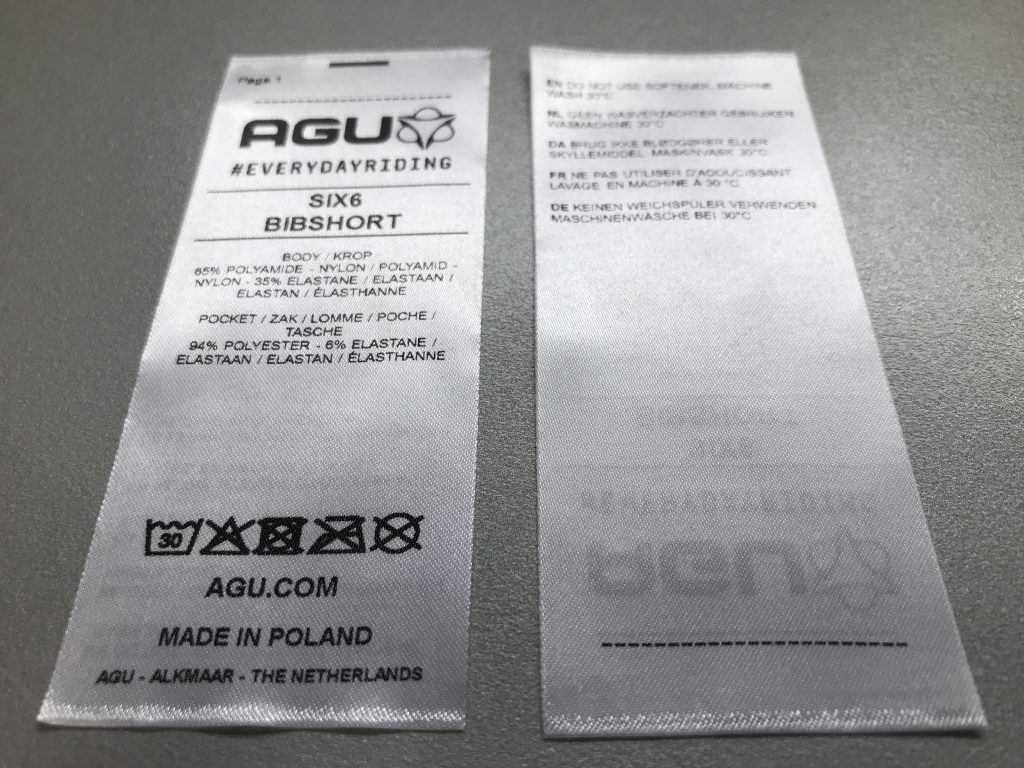 Page 1
AGU
#EVERYDAYRIDING
SIX6
BIBSHORT
BODY / KROP
65% POLYAMIDE - NYLON / POLYAMID -
NYLON - 35% ELASTANE / ELASTAAN /
ELASTAN / ÉLASTHANNE
POCKET / ZAK / LOMME / POCHE /
TASCHE
94% POLYESTER - 6% ELASTANE /
ELASTAAN / ELASTAN / ÉLASTHANNE
30
AGU.COM
MADE IN POLAND
AGU - ALKMAAR - THE NETHERLANDS
EN DO NOT USE SOFTENER. MACHINE
WASH 30°C
NL GEEN WASVERZACHTER GEBRUIKEN.
WASMACHINE 30°C
DA BRUG IKKE BLØDGØRER ELLER
SKYLLEMIDDEL. MASKINVASK 30°C
FR NE PAS UTILISER D'ADOUCISSANT.
LAVAGE EN MACHINE À 30 °C
DE KEINEN WEICHSPÜLER VERWENDEN
MASCHINENWÄSCHE BEI 30°C